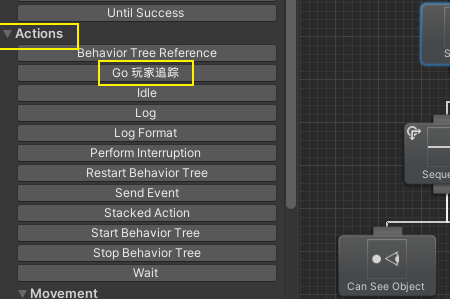 Until Success
Actions
Behavior Tree Reference
Go 玩家追踪
Idle
Log
Log Format
Perform Interruption
Restart Behavior Tree
Send Event
Stacked Action
Start Behavior Tree
Stop Behavior Tree
Wait
Movement
S
Seque
Can See Object